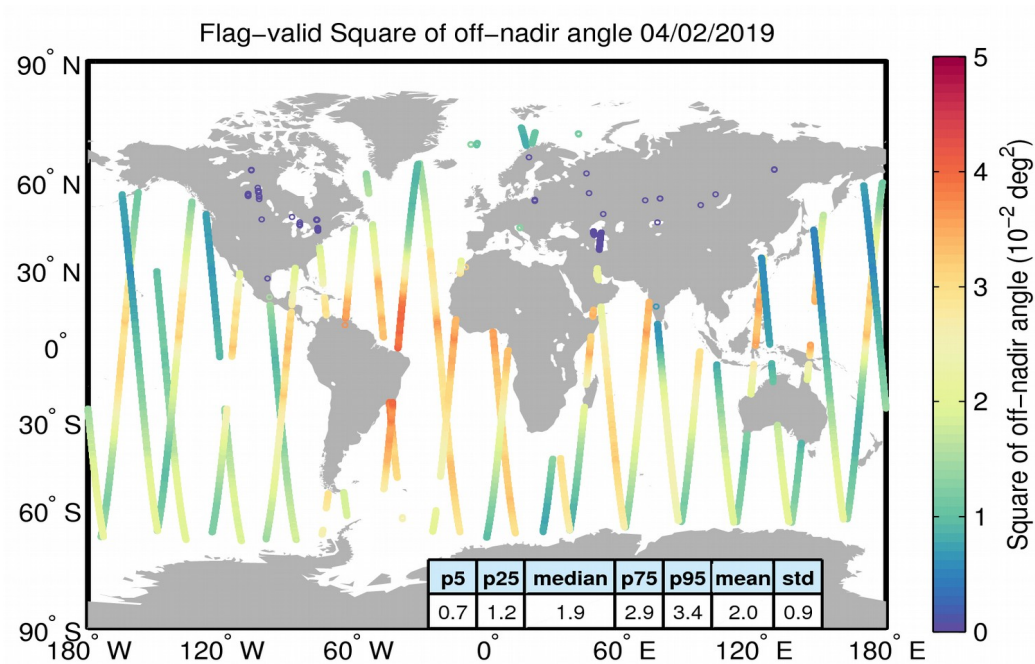 Flag-valid Square of off-nadir angle 04/02/2019
90° N
60° N
30° N
0°
30° S
60° S
90° S
180° W
120° W
60° W
0°
60° E
120° E
180° E
p5 p25 median p75 p95 mean std
0.7 1.2 1.9 2.9 3.4 2.0 0.9
5
4
3
2
1
0
Square of off-nadir angle (10⁻² deg²)